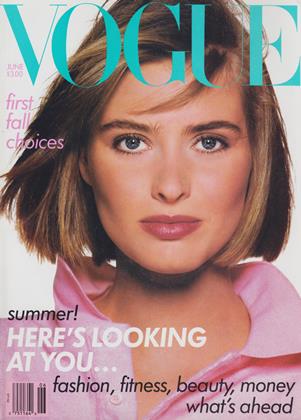 VOGUE
JUNE
$3.00
first
fall
choices
summer!
HERE'S LOOKING
AT YOU...
fashion, fitness, beauty, money
what's ahead